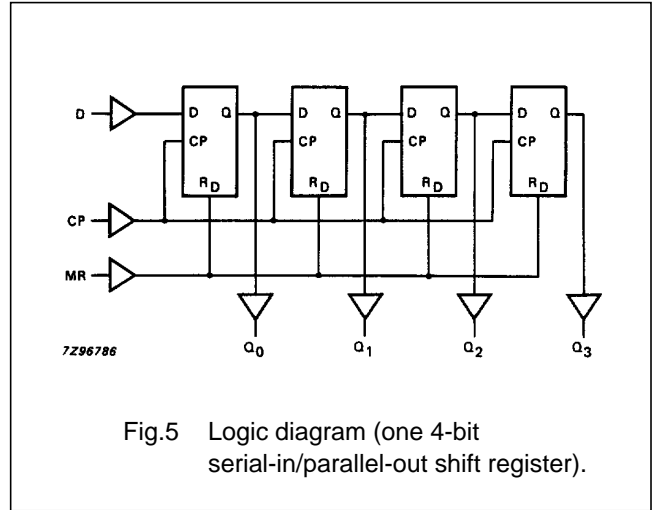 D Q D Q D Q D Q
D
CP CP CP CP
RD RD RD RD
CP
MR
7Z96786 Q0 Q1 Q2 Q3
Fig.5 Logic diagram (one 4-bit
serial-in/parallel-out shift register).